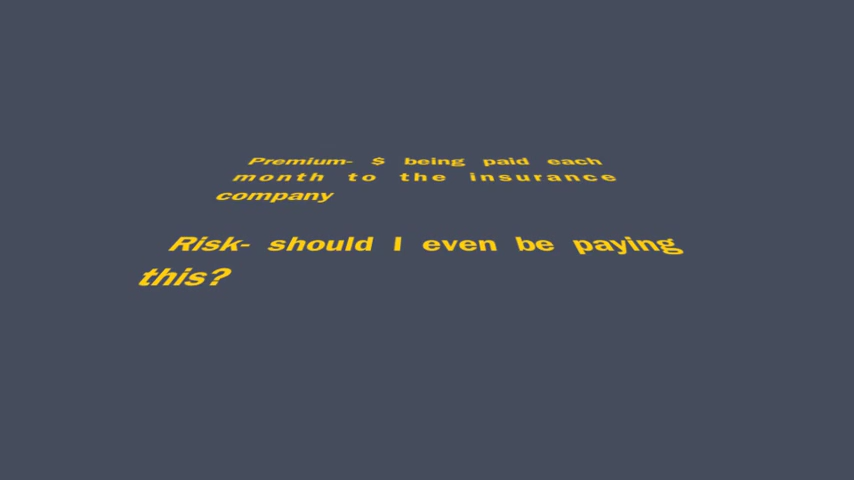 Premium- $ being paid each
month to the insurance
company
Risk- should I even be paying
this?